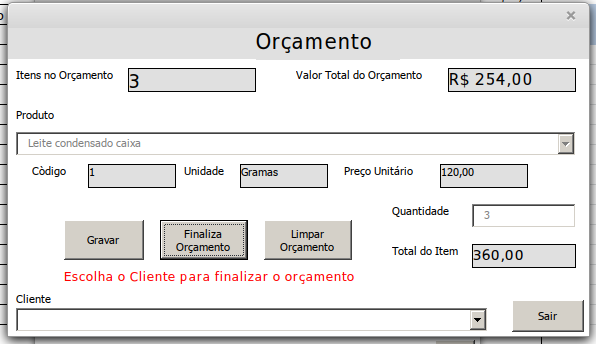 Orçamento
Itens no Orçamento 3 Valor Total do Orçamento R$ 254,00
Produto
Leite condensado caixa
Còdigo 1 Unidade Gramas Preço Unitário 120,00
Quantidade 3
Gravar
Finaliza
Orçamento
Limpar
Orçamento
Total do Item 360,00
Escolha o Cliente para finalizar o orçamento
Cliente
Sair